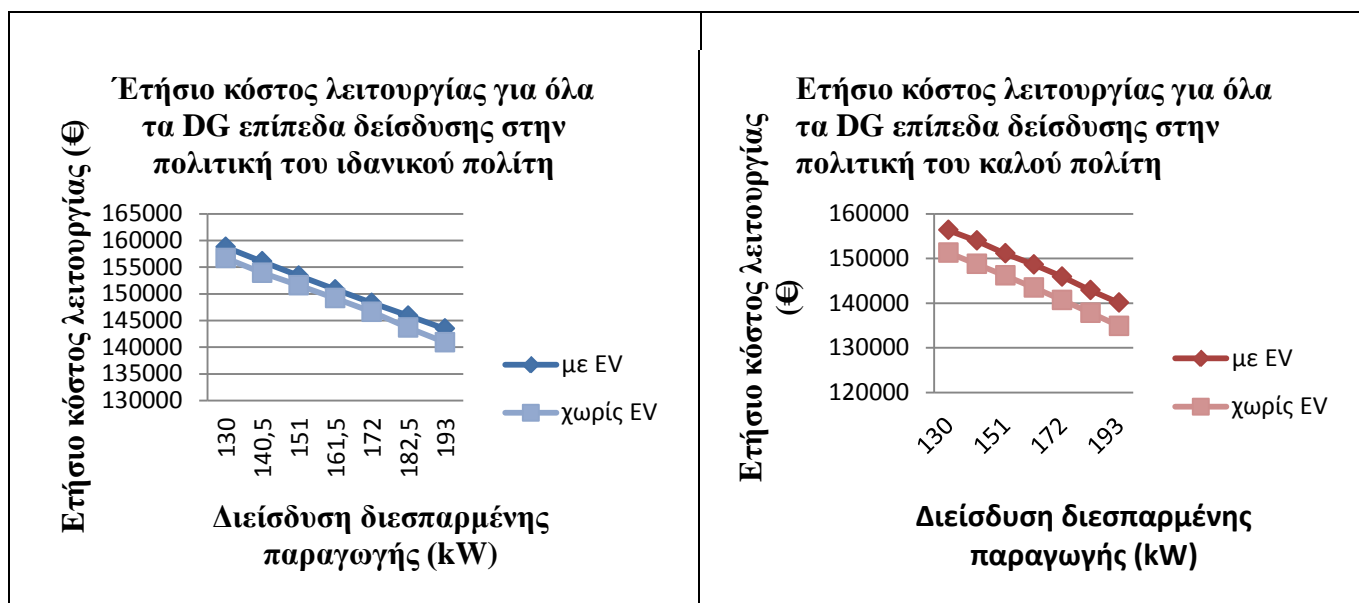 Έτήσιο κόστος λειτουργίας για όλα
τα DG επίπεδα δείσδυσης στην
πολιτική του ιδανικού πολίτη
Ετήσιο κόστος λειτουργίας (€)
165000
160000
155000
150000
145000
140000
135000
130000
130
140,5
151
161,5
172
182,5
193
με EV
χωρίς EV
Διείσδυση διεσπαρμένης
παραγωγής (kW)
Ετήσιο κόστος λειτουργίας για όλα
τα DG επίπεδα δείσδυσης στην
πολιτική του καλού πολίτη
Ετήσιο κόστος λειτουργίας
(€)
160000
150000
140000
130000
120000
130
151
172
193
με EV
χωρίς EV
Διείσδυση διεσπαρμένης
παραγωγής (kW)